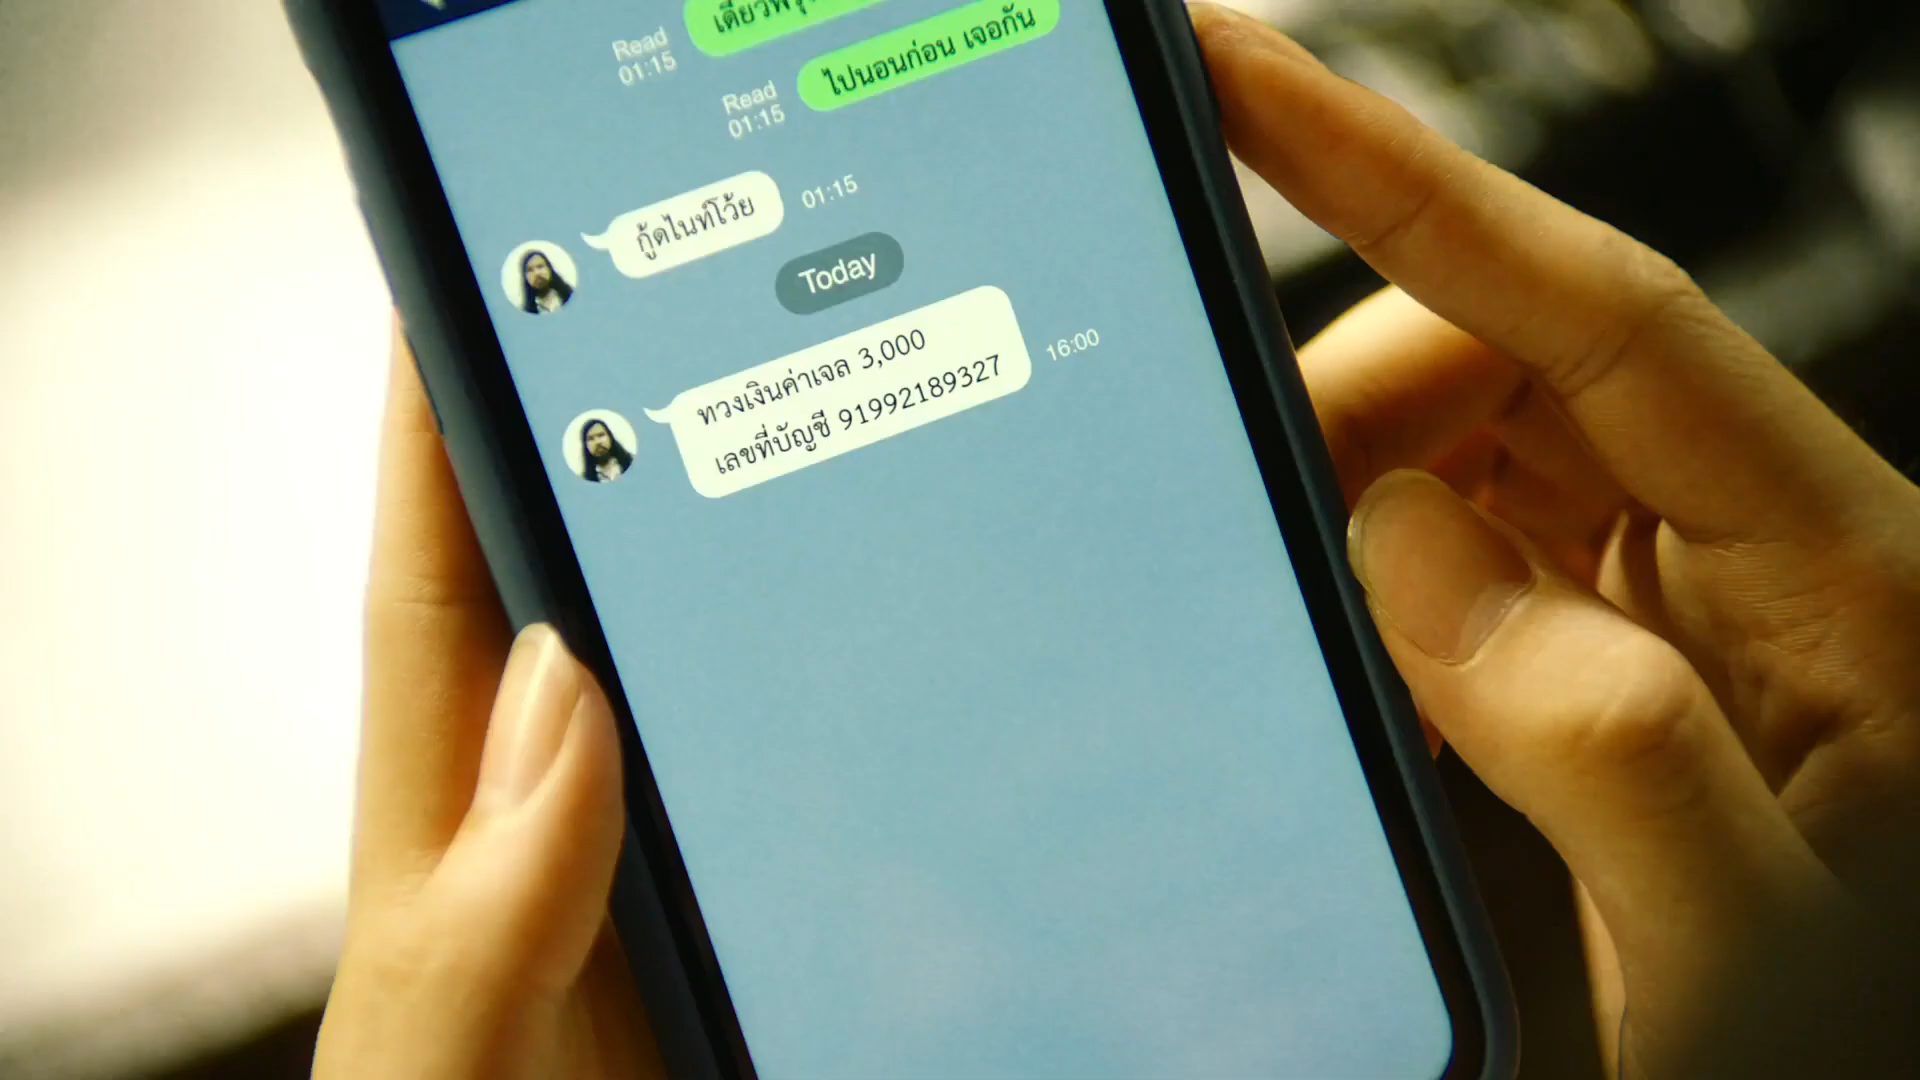 Read
01:15
ไปนอนก่อน เจอกัน
Read
01:15
กู้ดไนท์โว้ย
01:15
Today
ทวงเงินค่าเจล 3,000
เลขที่บัญชี 91992189327
16:00